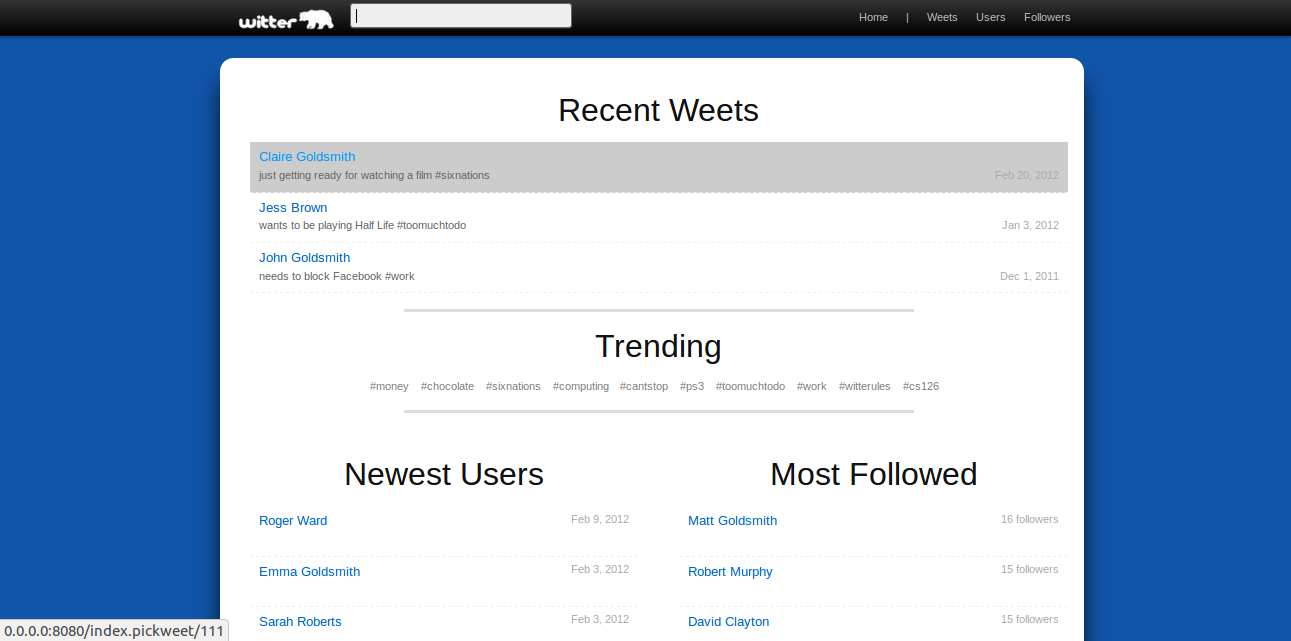 witter
Home | Weets Users Followers
Recent Weets
Claire Goldsmith
just getting ready for watching a film #sixnations Feb 20, 2012
Jess Brown
wants to be playing Half Life #toomuchtodo Jan 3, 2012
John Goldsmith
needs to block Facebook #work Dec 1, 2011
Trending
#money #chocolate #sixnations #computing #cantstop #ps3 #toomuchtodo #work #witterules #cs126
Newest Users
Roger Ward Feb 9, 2012
Emma Goldsmith Feb 3, 2012
Sarah Roberts Feb 3, 2012
Most Followed
Matt Goldsmith 16 followers
Robert Murphy 15 followers
David Clayton 15 followers
0.0.0.0:8080/index.pickweet/111